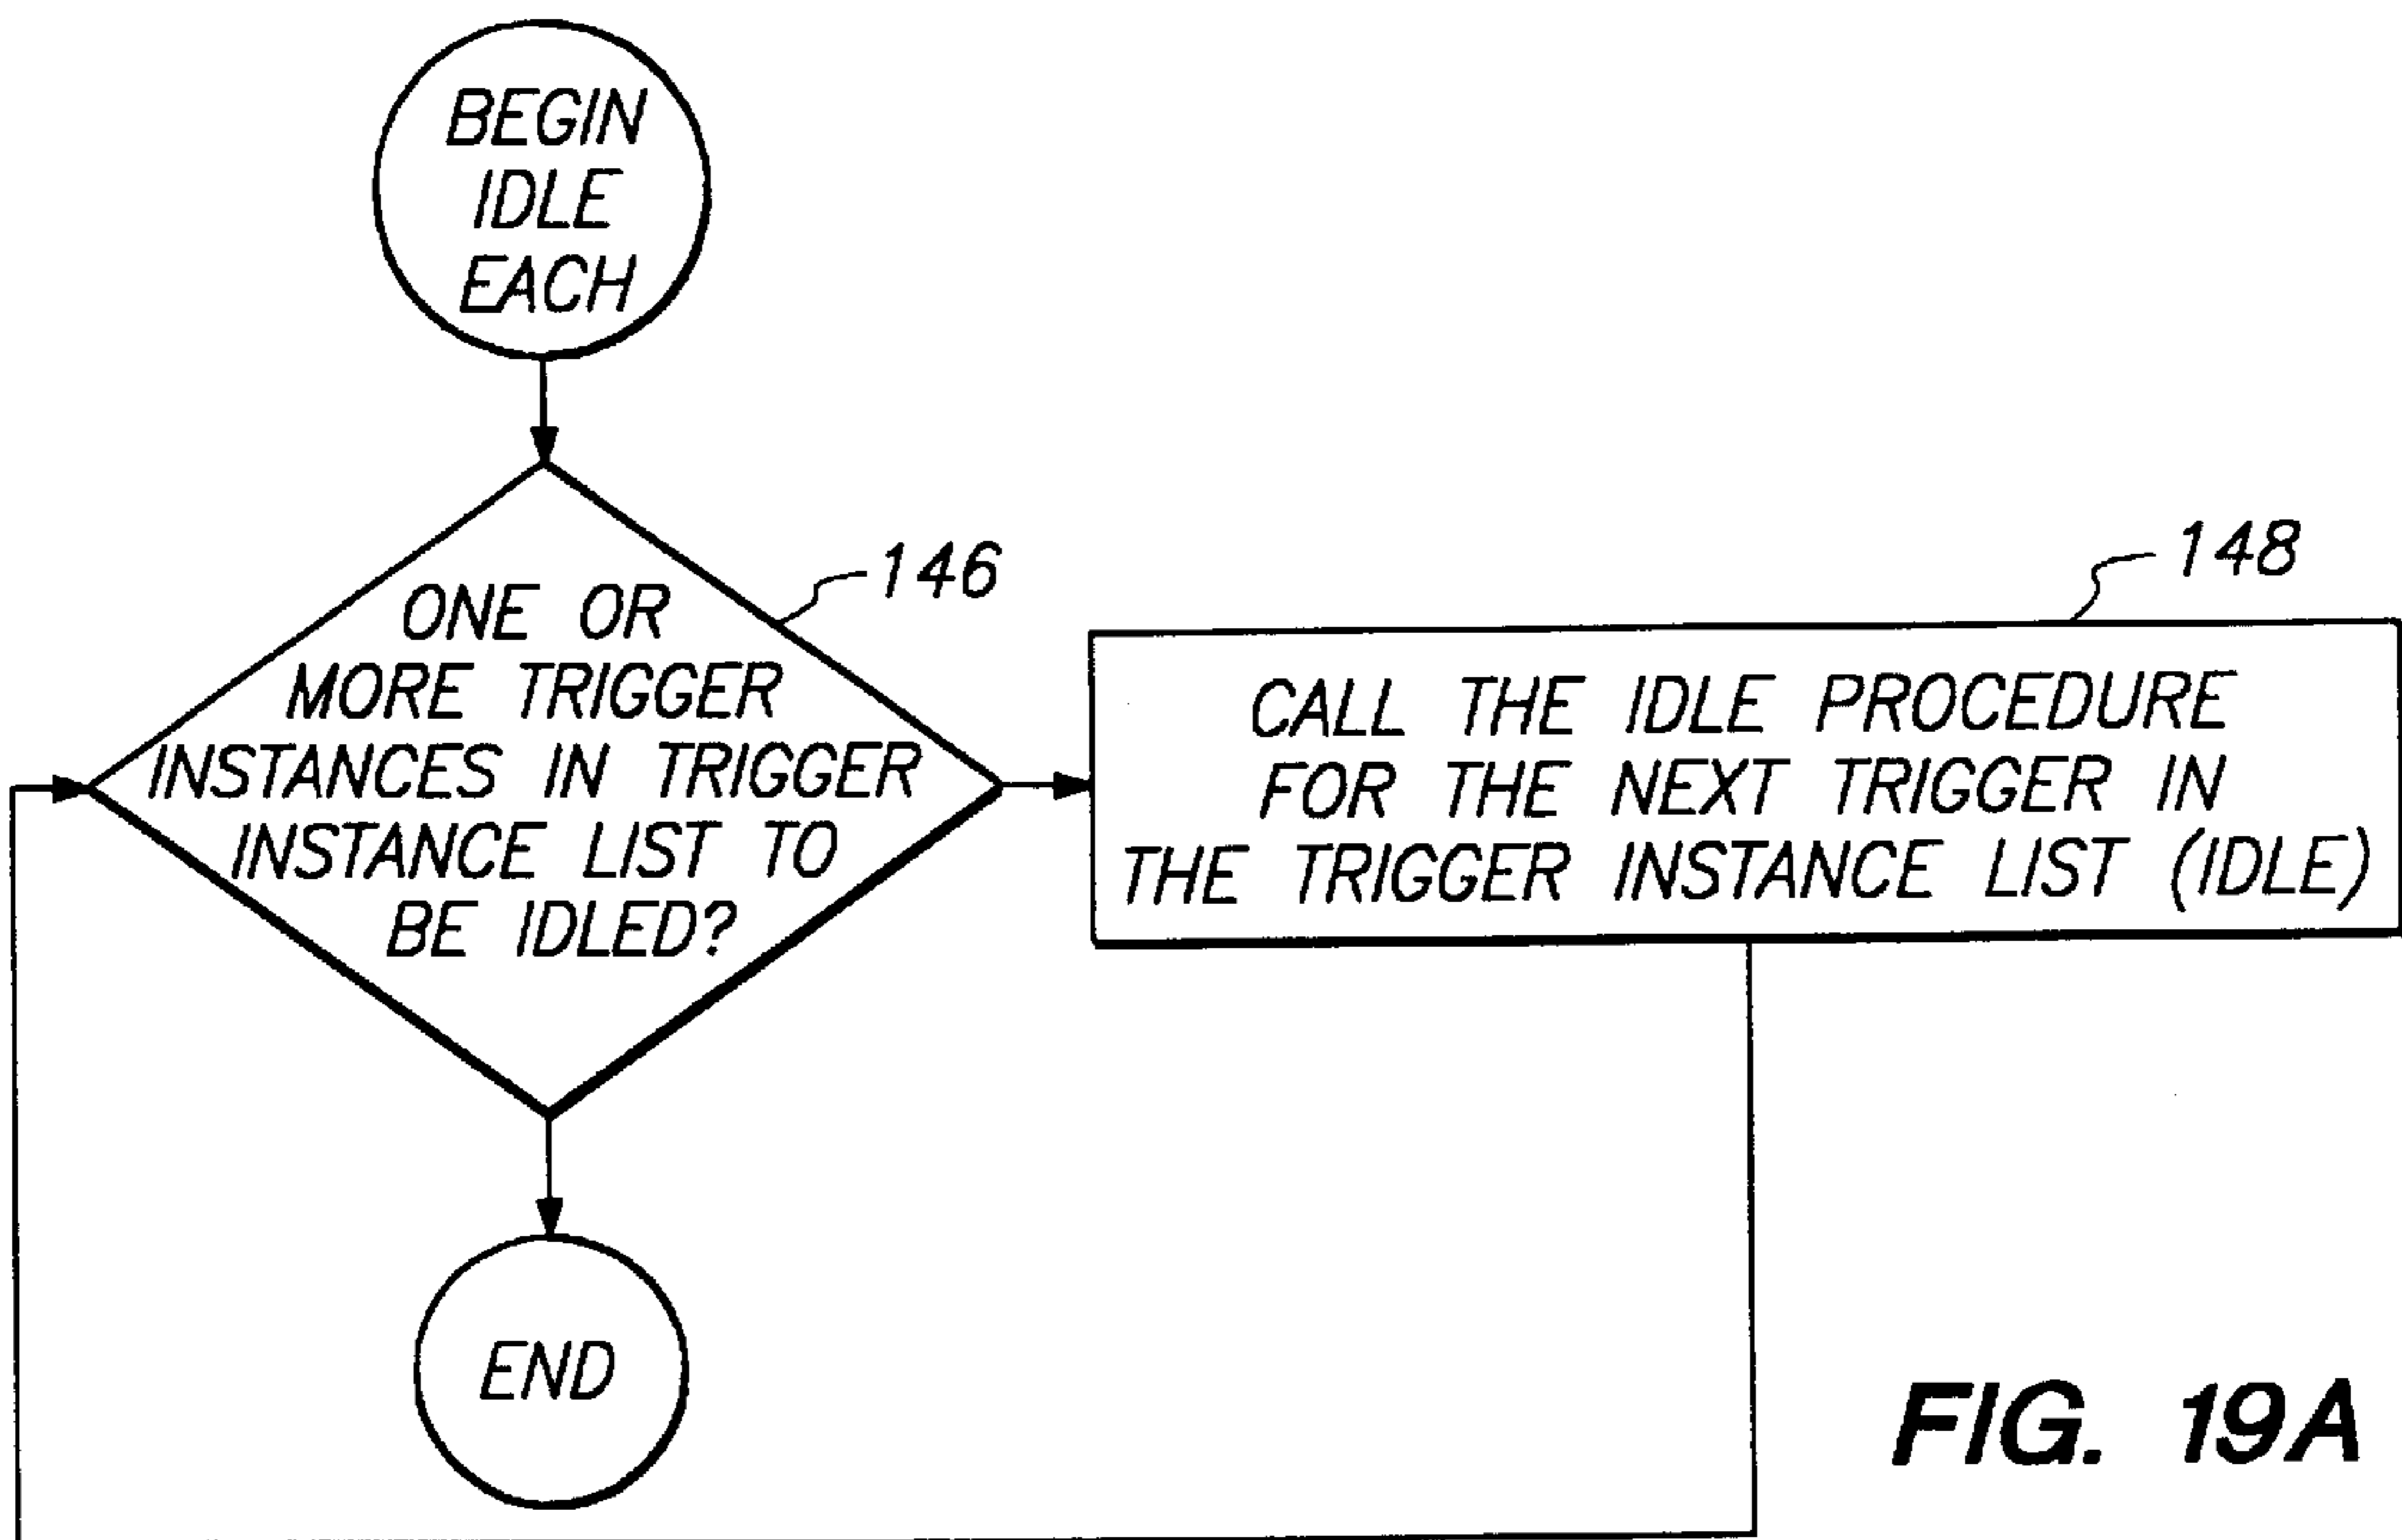 BEGIN
IDLE
EACH
146
ONE OR
MORE TRIGGER
INSTANCES IN TRIGGER
INSTANCE LIST TO
BE IDLED?
148
CALL THE IDLE PROCEDURE
FOR THE NEXT TRIGGER IN
THE TRIGGER INSTANCE LIST (IDLE)
END
FIG. 19A